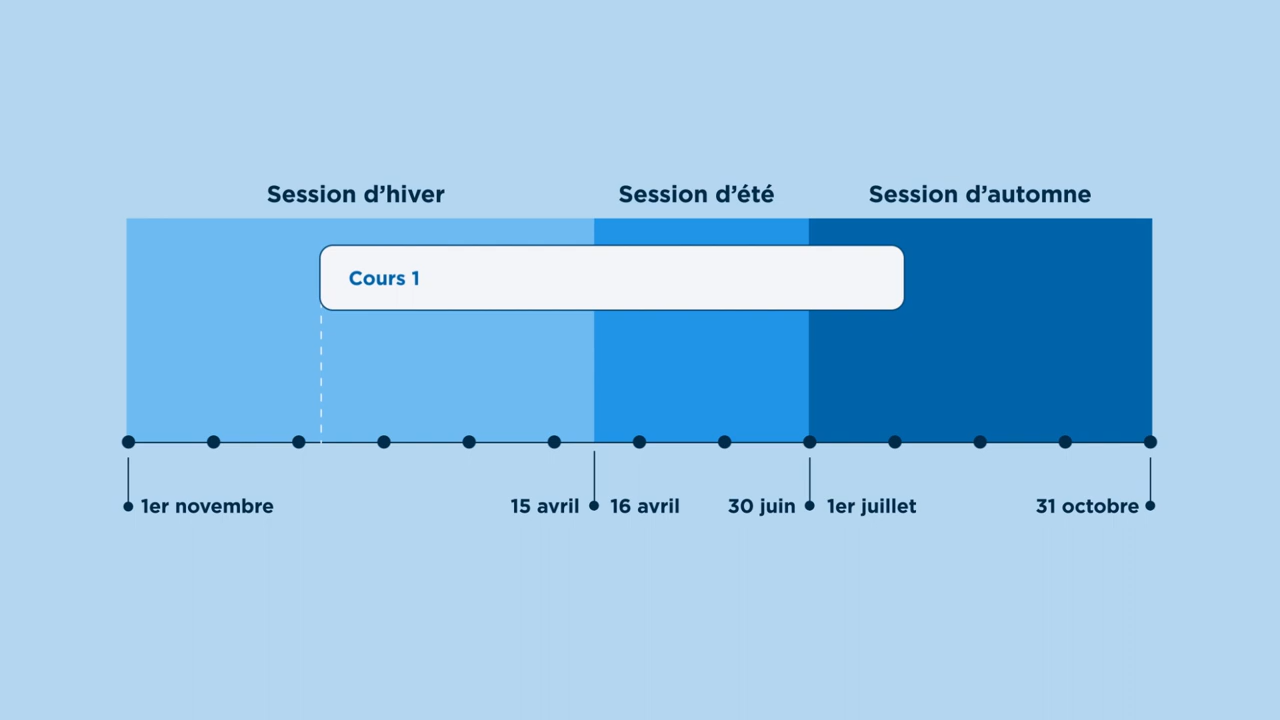 Session d’hiver
Session d’été
Session d’automne
Cours 1
1er novembre
15 avril
16 avril
30 juin
1er juillet
31 octobre